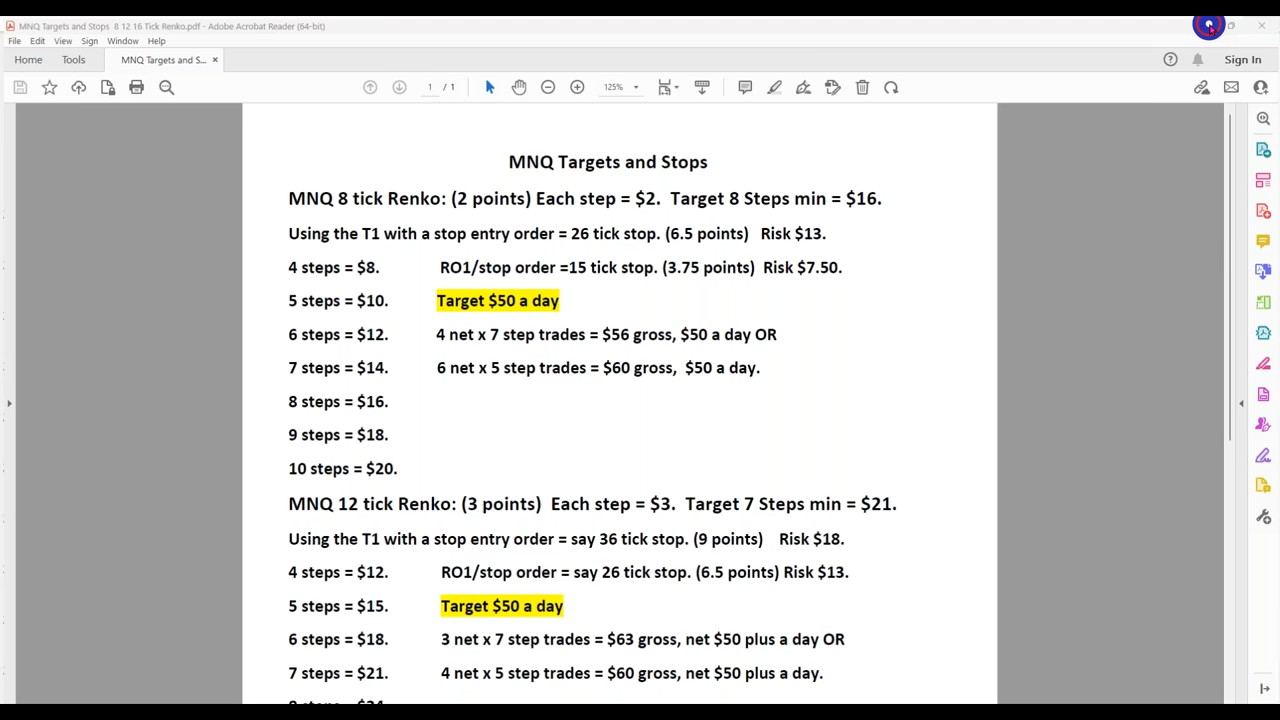 MNQ Targets and Stops 8 12 16 Tick Renko.pdf - Adobe Acrobat Reader (64-bit)
File Edit View Sign Window Help
Home Tools MNQ Targets and S... × Sign In
1 / 1 125%
MNQ Targets and Stops
MNQ 8 tick Renko: (2 points) Each step = $2. Target 8 Steps min = $16.
Using the T1 with a stop entry order = 26 tick stop. (6.5 points) Risk $13.
4 steps = $8. RO1/stop order =15 tick stop. (3.75 points) Risk $7.50.
5 steps = $10. Target $50 a day
6 steps = $12. 4 net x 7 step trades = $56 gross, $50 a day OR
7 steps = $14. 6 net x 5 step trades = $60 gross, $50 a day.
8 steps = $16.
9 steps = $18.
10 steps = $20.
MNQ 12 tick Renko: (3 points) Each step = $3. Target 7 Steps min = $21.
Using the T1 with a stop entry order = say 36 tick stop. (9 points) Risk $18.
4 steps = $12. RO1/stop order = say 26 tick stop. (6.5 points) Risk $13.
5 steps = $15. Target $50 a day
6 steps = $18. 3 net x 7 step trades = $63 gross, net $50 plus a day OR
7 steps = $21. 4 net x 5 step trades = $60 gross, net $50 plus a day.